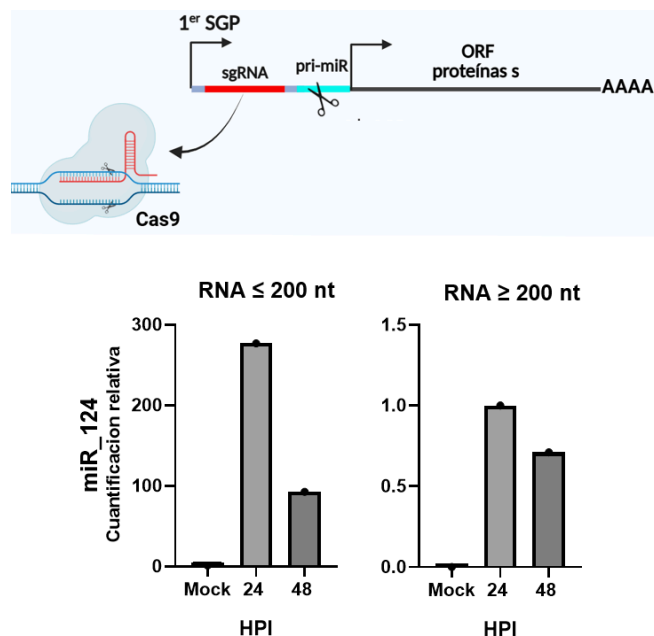 1er SGP
sgRNA
pri-miR
ORF
proteínas s
AAAA
Cas9
RNA ≤ 200 nt
RNA ≥ 200 nt
miR_124
Cuantificacion relativa
300
200
100
0
Mock 24 48
HPI
1.5
1.0
0.5
0.0
Mock 24 48
HPI